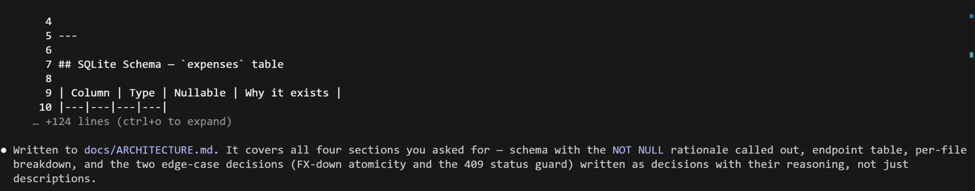 4
5 ---
6
7 ## SQLite Schema — `expenses` table
8
9 | Column | Type | Nullable | Why it exists |
10 |---|---|---|---|
… +124 lines (ctrl+o to expand)
● Written to docs/ARCHITECTURE.md. It covers all four sections you asked for — schema with the NOT NULL rationale called out, endpoint table, per-file
breakdown, and the two edge-case decisions (FX-down atomicity and the 409 status guard) written as decisions with their reasoning, not just
descriptions.